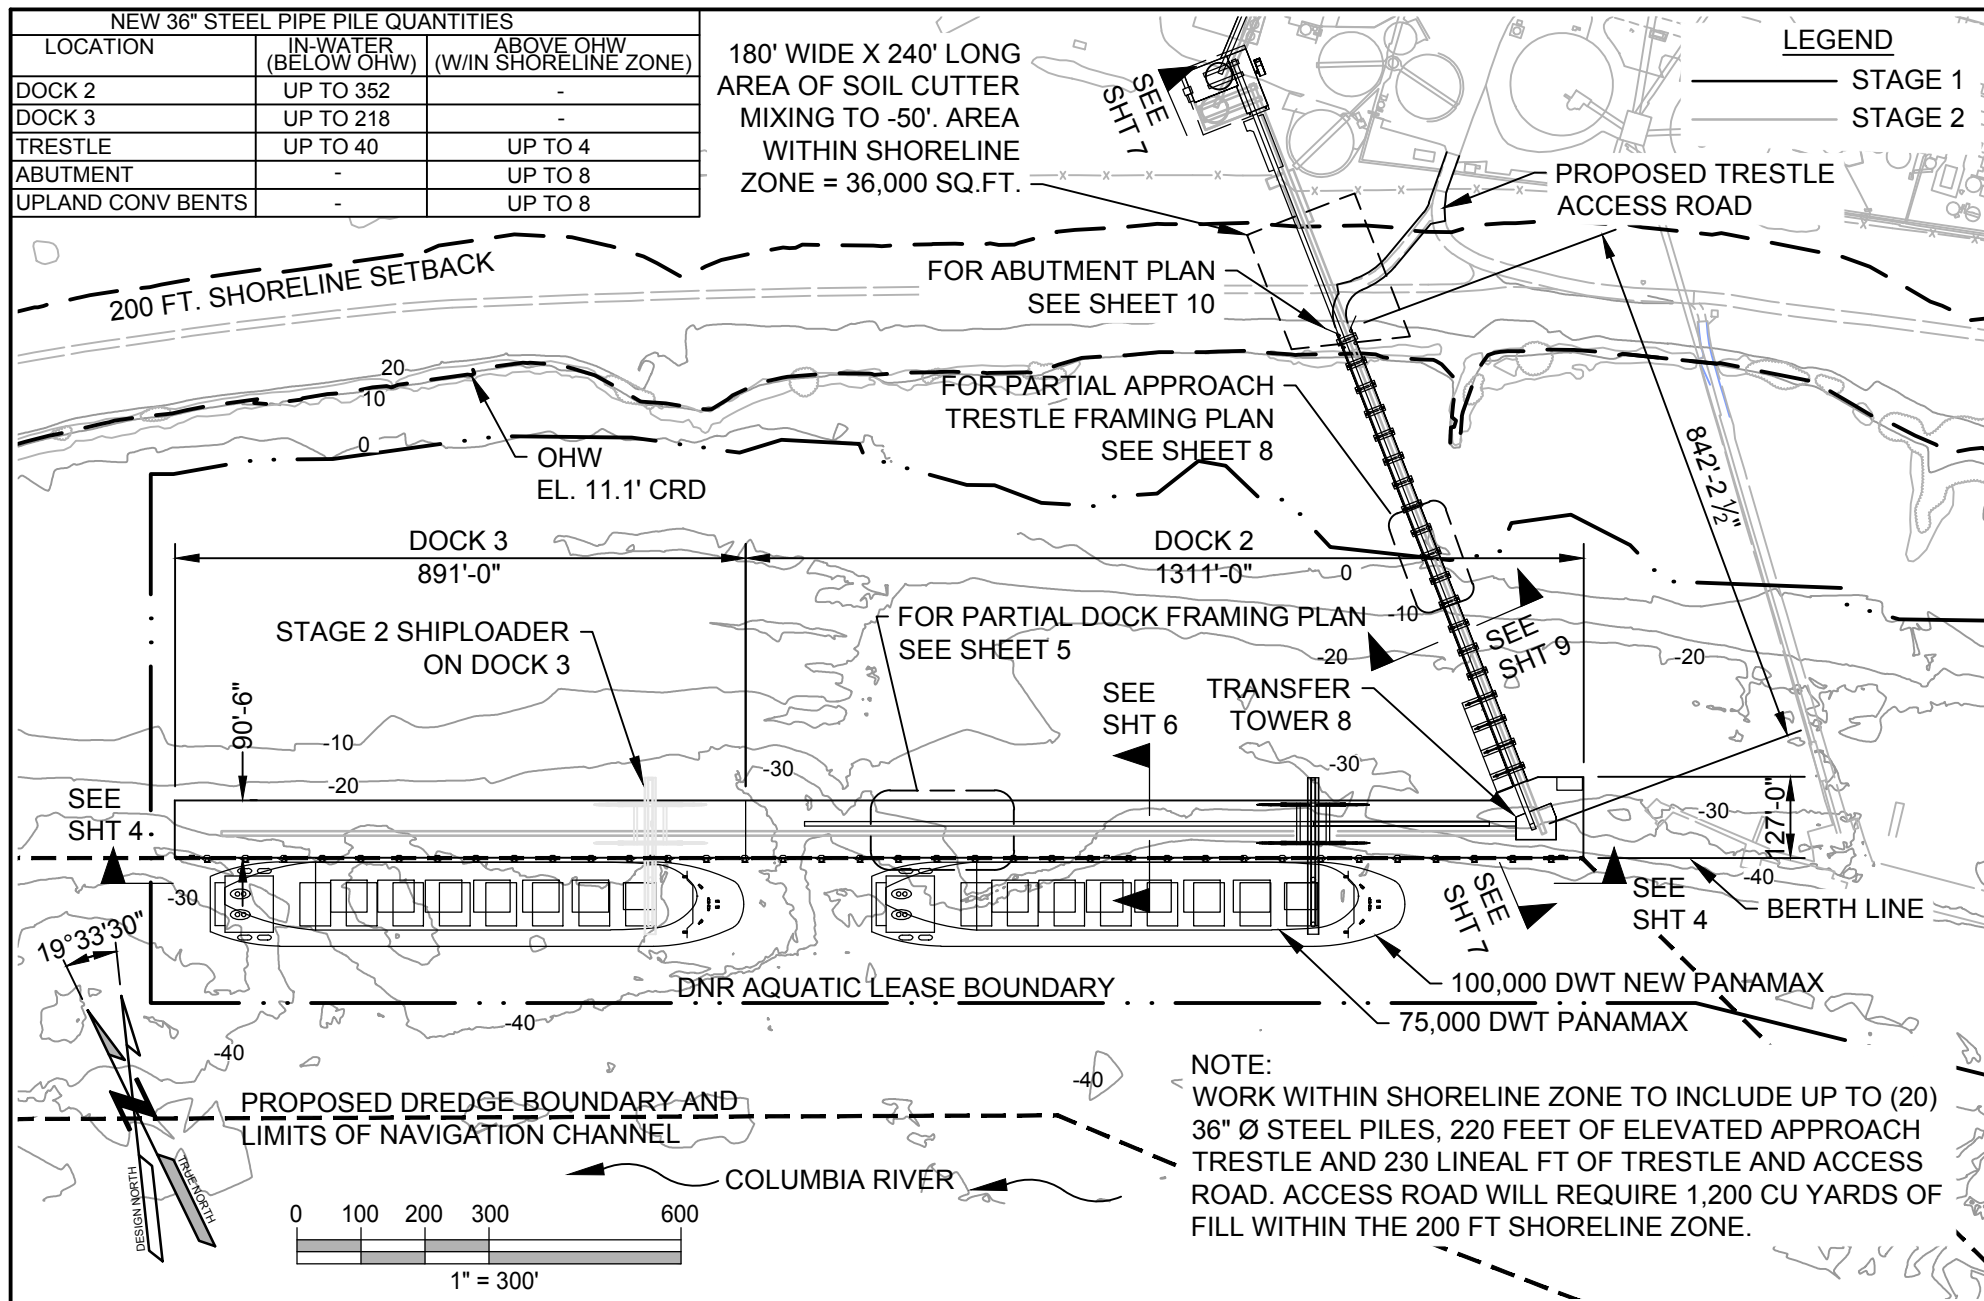 NEW 36" STEEL PIPE PILE QUANTITIES
LOCATION
IN-WATER
(BELOW OHW)
ABOVE OHW
(W/IN SHORELINE ZONE)
DOCK 2 UP TO 352 -
DOCK 3 UP TO 218 -
TRESTLE UP TO 40 UP TO 4
ABUTMENT - UP TO 8
UPLAND CONV BENTS - UP TO 8
180' WIDE X 240' LONG
AREA OF SOIL CUTTER
MIXING TO -50'. AREA
WITHIN SHORELINE
ZONE = 36,000 SQ.FT.
SEE
SHT 7
LEGEND
STAGE 1
STAGE 2
PROPOSED TRESTLE
ACCESS ROAD
200 FT. SHORELINE SETBACK
FOR ABUTMENT PLAN
SEE SHEET 10
20
10
0
FOR PARTIAL APPROACH
TRESTLE FRAMING PLAN
SEE SHEET 8
OHW
EL. 11.1' CRD
842'-2 ½"
DOCK 3
891'-0"
DOCK 2
1311'-0"
0
-10
-20
-20
STAGE 2 SHIPLOADER
ON DOCK 3
FOR PARTIAL DOCK FRAMING PLAN
SEE SHEET 5
SEE
SHT 9
SEE
SHT 6
TRANSFER
TOWER 8
90'-6"
-10
-20
-30
-30
-30
127'-0"
SEE
SHT 4
-30
-40
SEE
SHT 7
SEE
SHT 4
BERTH LINE
19°33'30"
DNR AQUATIC LEASE BOUNDARY
100,000 DWT NEW PANAMAX
75,000 DWT PANAMAX
-40
-40
-40
DESIGN NORTH
TRUE NORTH
PROPOSED DREDGE BOUNDARY AND
LIMITS OF NAVIGATION CHANNEL
COLUMBIA RIVER
NOTE:
WORK WITHIN SHORELINE ZONE TO INCLUDE UP TO (20)
36" Ø STEEL PILES, 220 FEET OF ELEVATED APPROACH
TRESTLE AND 230 LINEAL FT OF TRESTLE AND ACCESS
ROAD. ACCESS ROAD WILL REQUIRE 1,200 CU YARDS OF
FILL WITHIN THE 200 FT SHORELINE ZONE.
0 100 200 300 600
1" = 300'